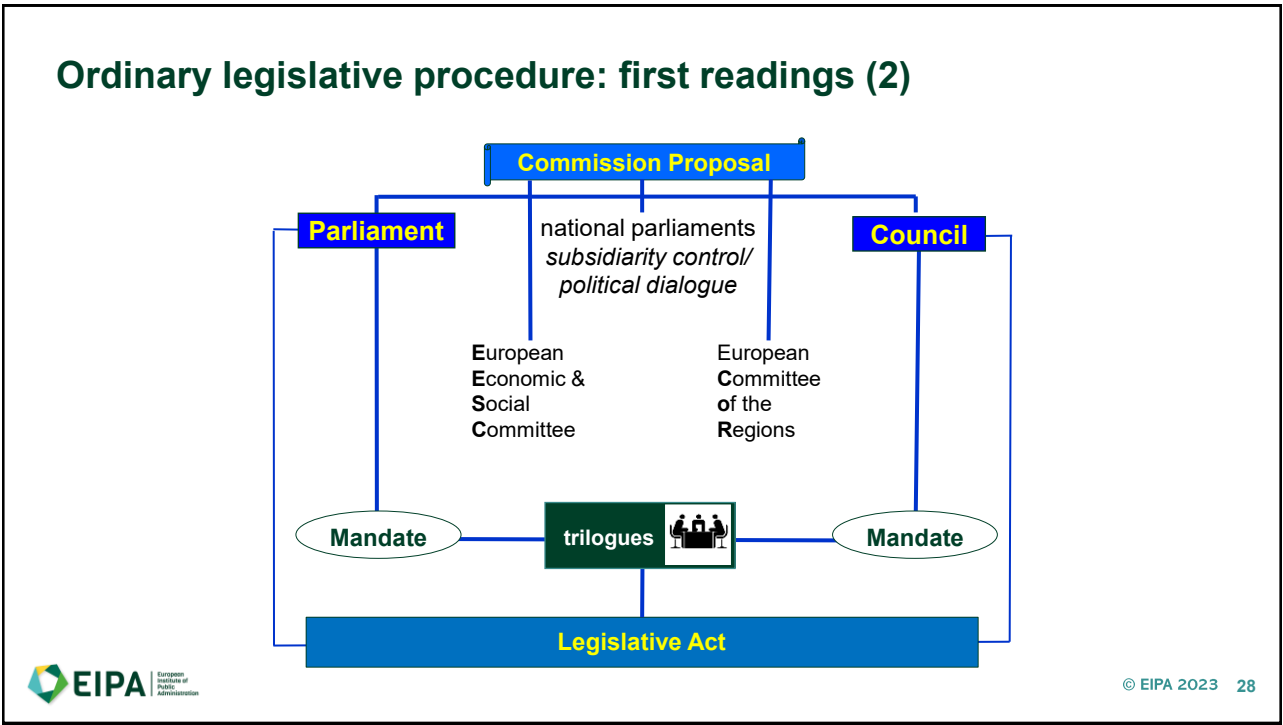 Ordinary legislative procedure: first readings (2)
Commission Proposal
Parliament
national parliaments
subsidiarity control/
political dialogue
Council
European
Economic &
Social
Committee
European
Committee
of the
Regions
Mandate
trilogues
Mandate
Legislative Act
EIPA
European
Institute of
Public
Administration
© EIPA 2023 28